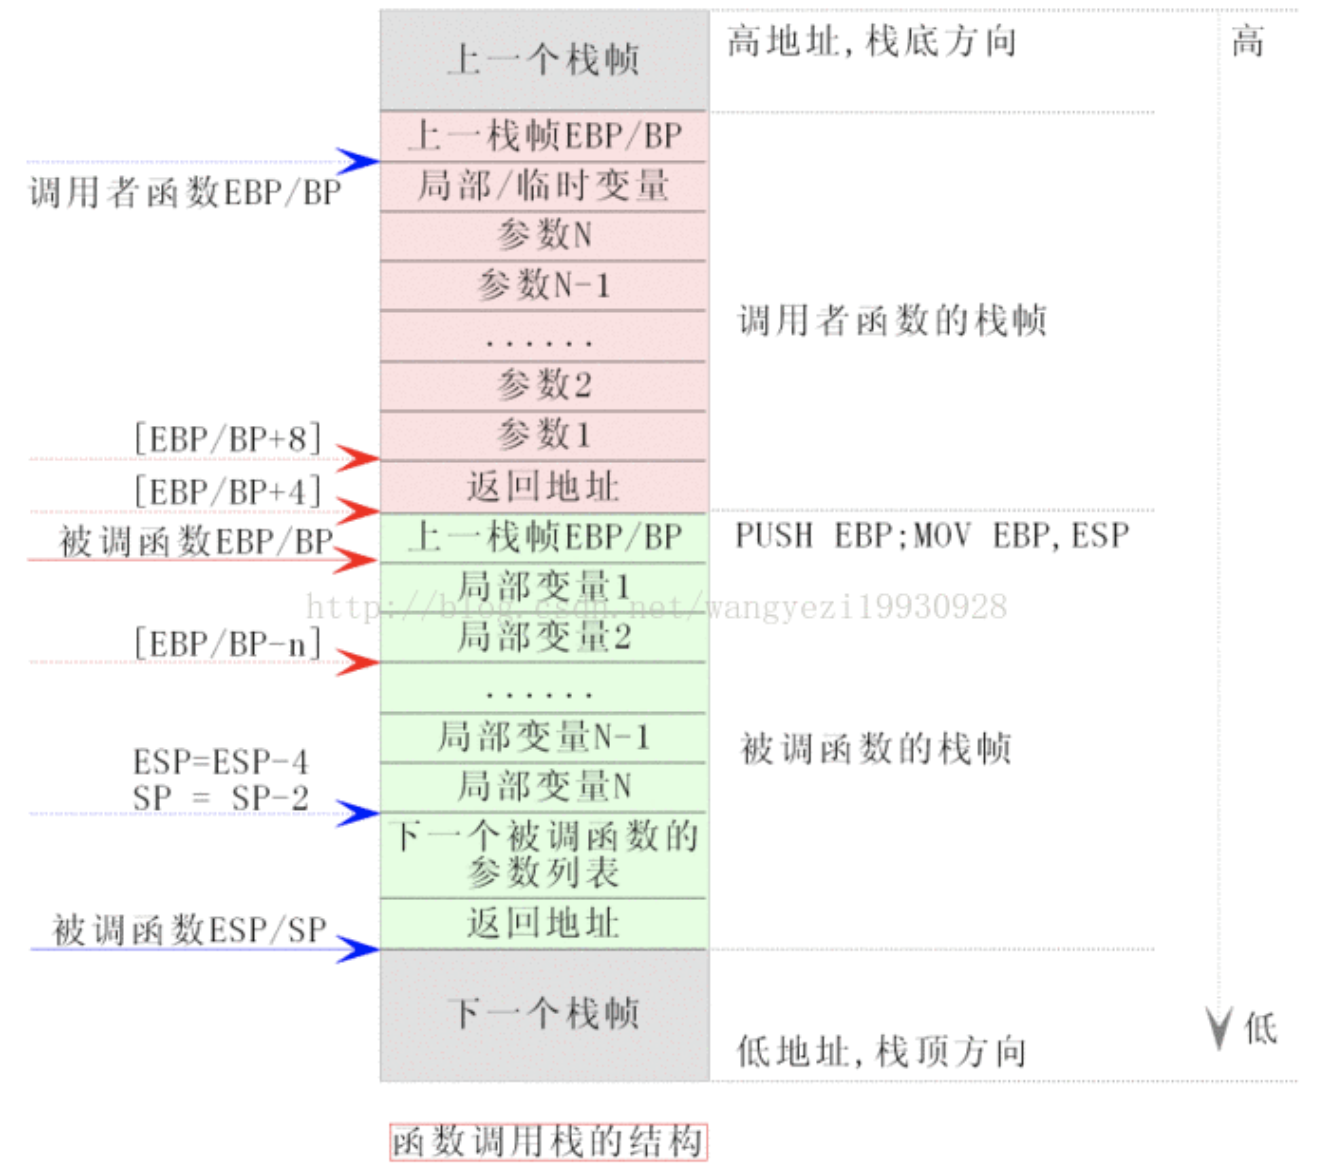 上一个栈帧
高地址,栈底方向
高
上一栈帧EBP/BP
调用者函数EBP/BP
局部/临时变量
参数N
参数N-1
调用者函数的栈帧
......
参数2
[EBP/BP+8]
参数1
[EBP/BP+4]
返回地址
被调函数EBP/BP
上一栈帧EBP/BP
PUSH EBP;MOV EBP,ESP
局部变量1
http://blog.csdn.net/wangyezi19930928
[EBP/BP-n]
局部变量2
......
局部变量N-1
被调函数的栈帧
ESP=ESP-4
SP = SP-2
局部变量N
下一个被调函数的
参数列表
被调函数ESP/SP
返回地址
下一个栈帧
低地址,栈顶方向
低
函数调用栈的结构